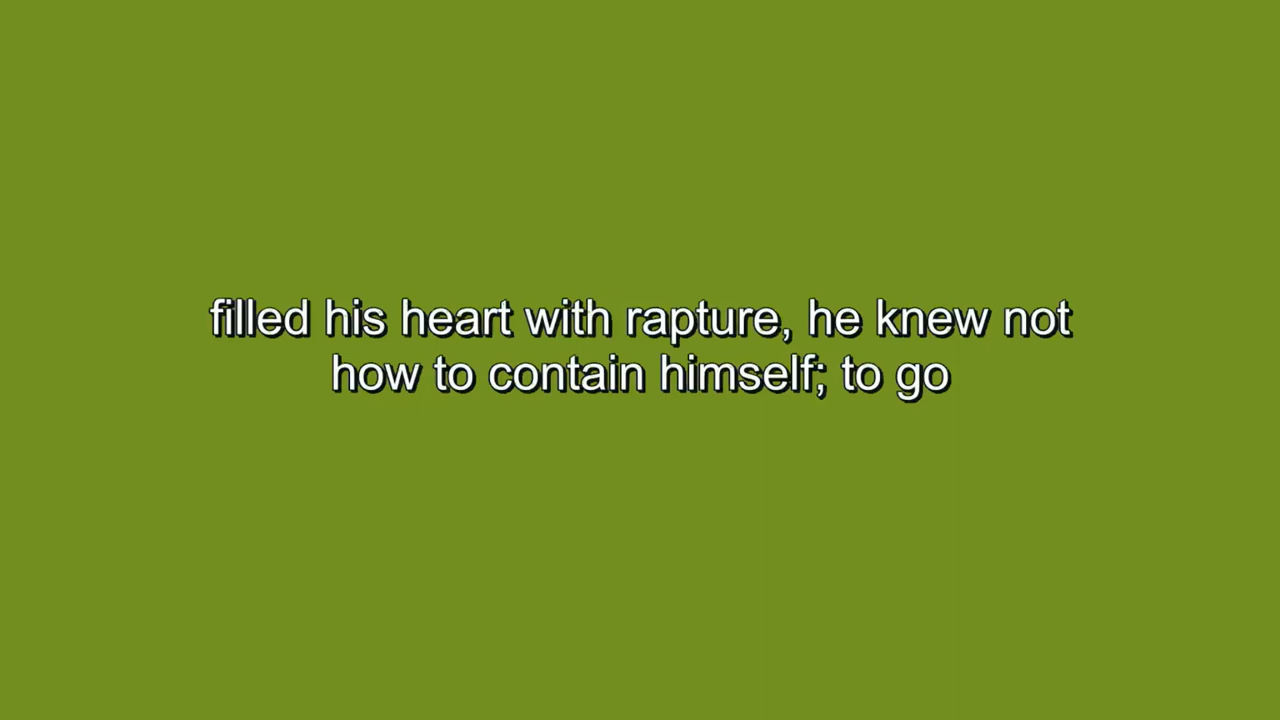 filled his heart with rapture, he knew not
how to contain himself; to go